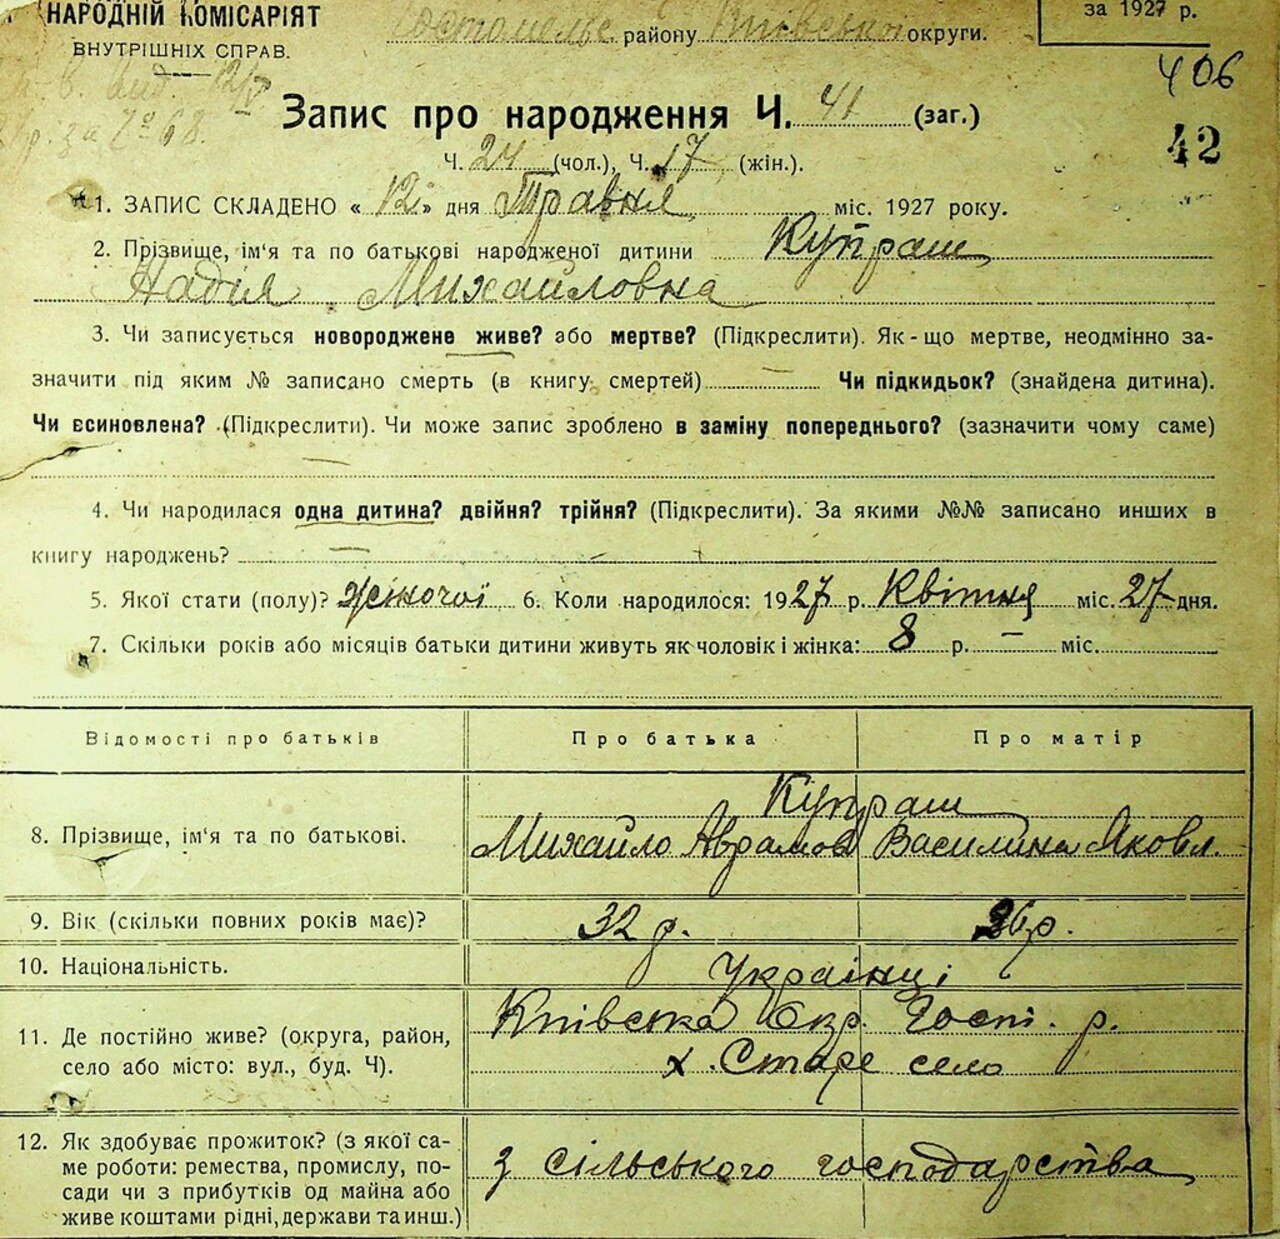 НАРОДНІЙ КОМІСАРІЯТ
ВНУТРІШНІХ СПРАВ.
району Київської округи.
за 1927 р.
406
Запис про народження Ч. 41 (заг.)
42
Ч. 24 (чол.), Ч. 17 (жін.).
1. ЗАПИС СКЛАДЕНО « 12 » дня Травня міс. 1927 року.
2. Прізвище, ім‘я та по батькові народженої дитини Купраш
Надія Михайловна
3. Чи записується новороджене живе? або мертве? (Підкреслити). Як-що мертве, неодмінно за-
значити під яким № записано смерть (в книгу смертей) — Чи підкидьок? (знайдена дитина).
Чи всиновлена? (Підкреслити). Чи може запис зроблено в заміну попереднього? (зазначити чому саме)
—
4. Чи народилася одна дитина? двійня? трійня? (Підкреслити). За якими №№ записано инших в
книгу народжень? —
5. Якої стати (полу)? жіночої 6. Коли народилося: 1927 р. Квітня міс. 27 дня.
7. Скільки років або місяців батьки дитини живуть як чоловік і жінка: 8 р. — міс.
Відомості про батьків Про батька Про матір
Купраш
8. Прізвище, ім‘я та по батькові. Михайло Аврамов Василина Яковл.
9. Вік (скільки повних років має)? 32 р. 26 р.
10. Національність. Українці
11. Де постійно живе? (округа, район, Київська Окр. Гост. р.
село або місто: вул., буд. Ч). х. Старе село
12. Як здобуває прожиток? (з якої са-
ме роботи: ремества, промислу, по- з сільського господарства
сади чи з прибутків од майна або
живе коштами рідні, держави та инш.)